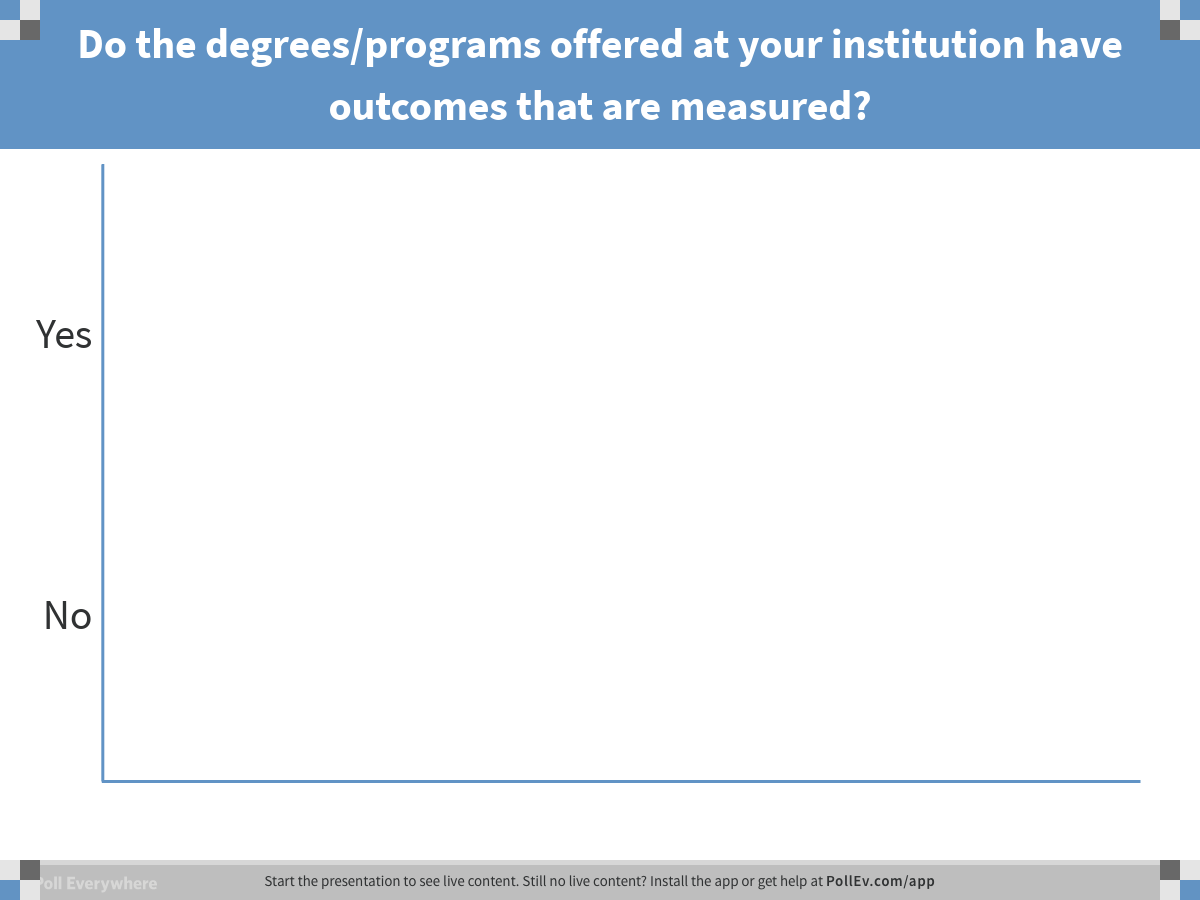 Do the degrees/programs offered at your institution have
outcomes that are measured?
Yes
No
Poll Everywhere
Start the presentation to see live content. Still no live content? Install the app or get help at PollEv.com/app